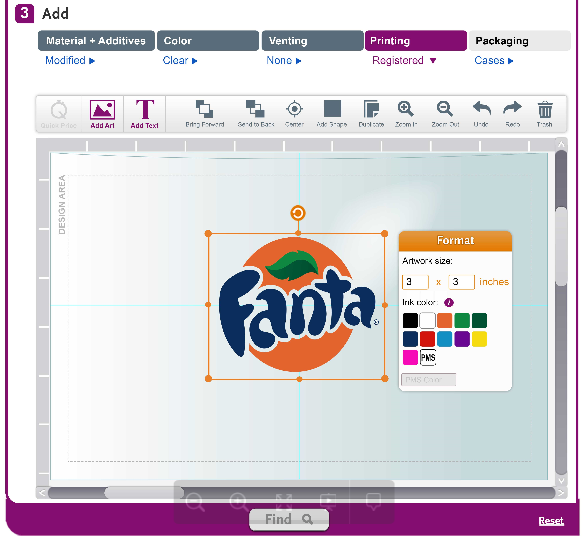 3 Add
Material + Additives Color Venting Printing Packaging
Modified Clear None Registered Cases
Quick Price Add Art Add Text Bring Forward Send to Back Center Add Shape Duplicate Zoom In Zoom Out Undo Redo Trash
DESIGN AREA
Fanta
®
Format
Artwork size:
3 x 3 inches
Ink color: i
PMS
PMS Color
Find
Reset